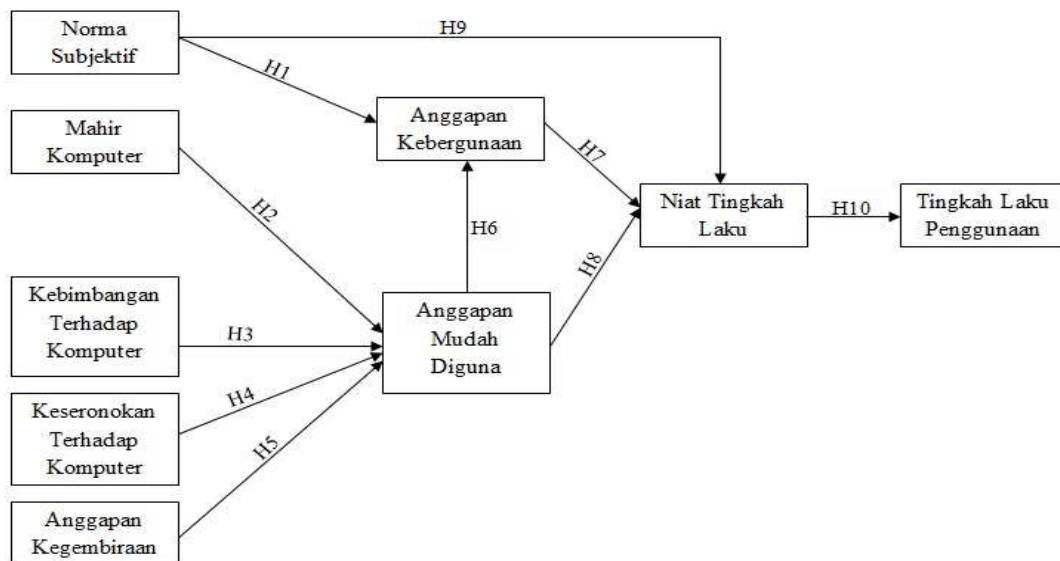 Norma
Subjektif
H9
H1
Mahir
Komputer
Anggapan
Kebergunaan
H7
H2
Niat Tingkah
Laku
H10
Tingkah Laku
Penggunaan
H6
H8
Kebimbangan
Terhadap
Komputer
H3
Anggapan
Mudah
Diguna
Keseronokan
Terhadap
Komputer
H4
H5
Anggapan
Kegembiraan